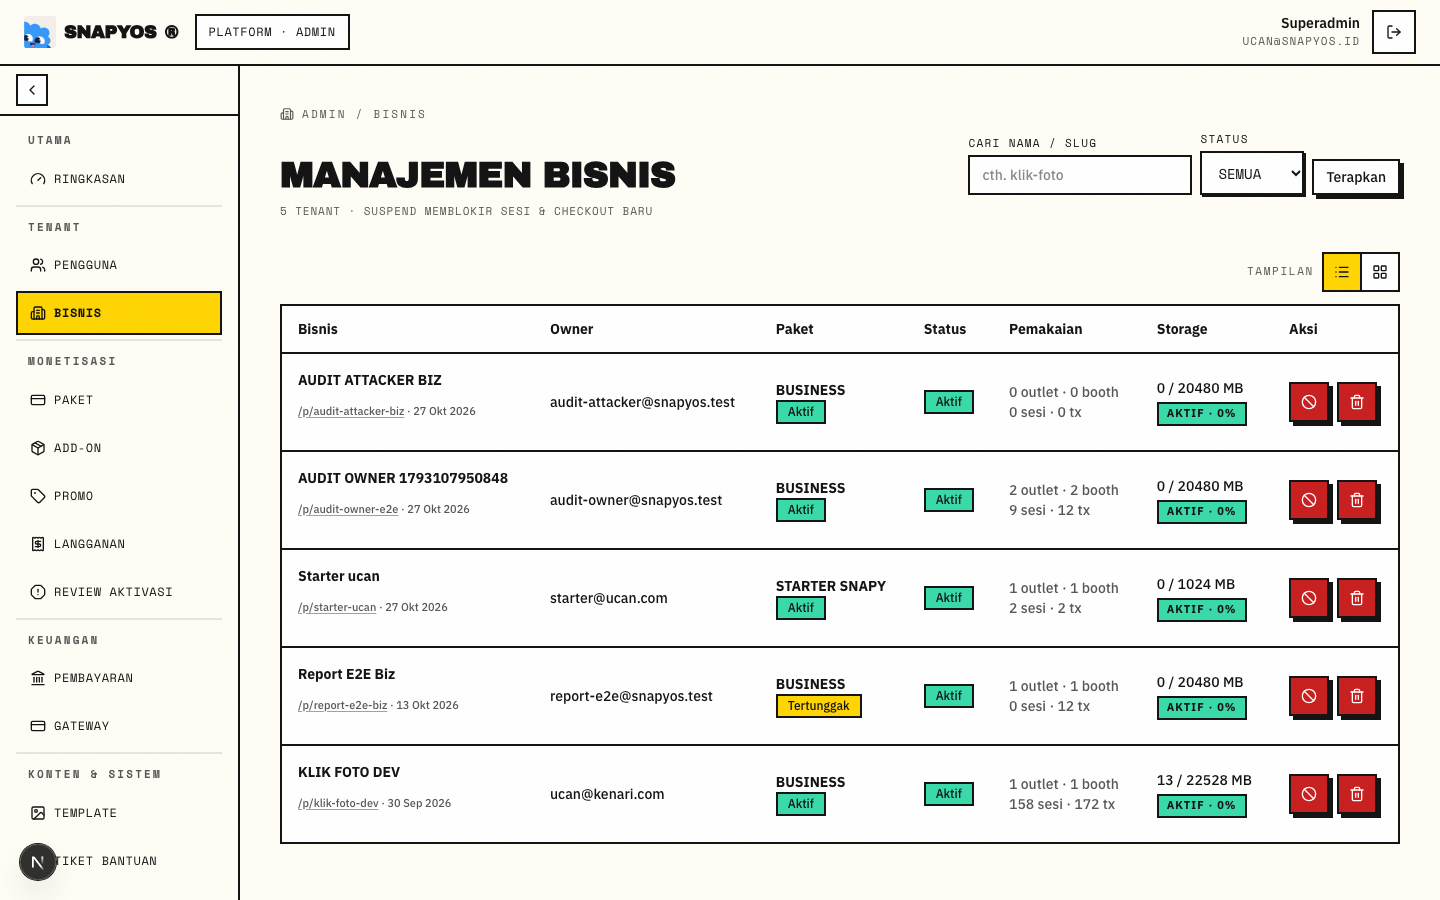 SNAPYOS ®
PLATFORM · ADMIN
Superadmin
UCAN@SNAPYOS.ID
UTAMA
RINGKASAN
TENANT
PENGGUNA
BISNIS
MONETISASI
PAKET
ADD-ON
PROMO
LANGGANAN
REVIEW AKTIVASI
KEUANGAN
PEMBAYARAN
GATEWAY
KONTEN & SISTEM
TEMPLATE
TIKET BANTUAN
N
ADMIN / BISNIS
MANAJEMEN BISNIS
5 TENANT · SUSPEND MEMBLOKIR SESI & CHECKOUT BARU
CARI NAMA / SLUG
cth. klik-foto
STATUS
SEMUA
Terapkan
TAMPILAN
Bisnis Owner Paket Status Pemakaian Storage Aksi
AUDIT ATTACKER BIZ
/p/audit-attacker-biz · 27 Okt 2026
audit-attacker@snapyos.test
BUSINESS
Aktif
Aktif
0 outlet · 0 booth
0 sesi · 0 tx
0 / 20480 MB
AKTIF · 0%
AUDIT OWNER 1793107950848
/p/audit-owner-e2e · 27 Okt 2026
audit-owner@snapyos.test
BUSINESS
Aktif
Aktif
2 outlet · 2 booth
9 sesi · 12 tx
0 / 20480 MB
AKTIF · 0%
Starter ucan
/p/starter-ucan · 27 Okt 2026
starter@ucan.com
STARTER SNAPY
Aktif
Aktif
1 outlet · 1 booth
2 sesi · 2 tx
0 / 1024 MB
AKTIF · 0%
Report E2E Biz
/p/report-e2e-biz · 13 Okt 2026
report-e2e@snapyos.test
BUSINESS
Tertunggak
Aktif
1 outlet · 1 booth
0 sesi · 12 tx
0 / 20480 MB
AKTIF · 0%
KLIK FOTO DEV
/p/klik-foto-dev · 30 Sep 2026
ucan@kenari.com
BUSINESS
Aktif
Aktif
1 outlet · 1 booth
158 sesi · 172 tx
13 / 22528 MB
AKTIF · 0%